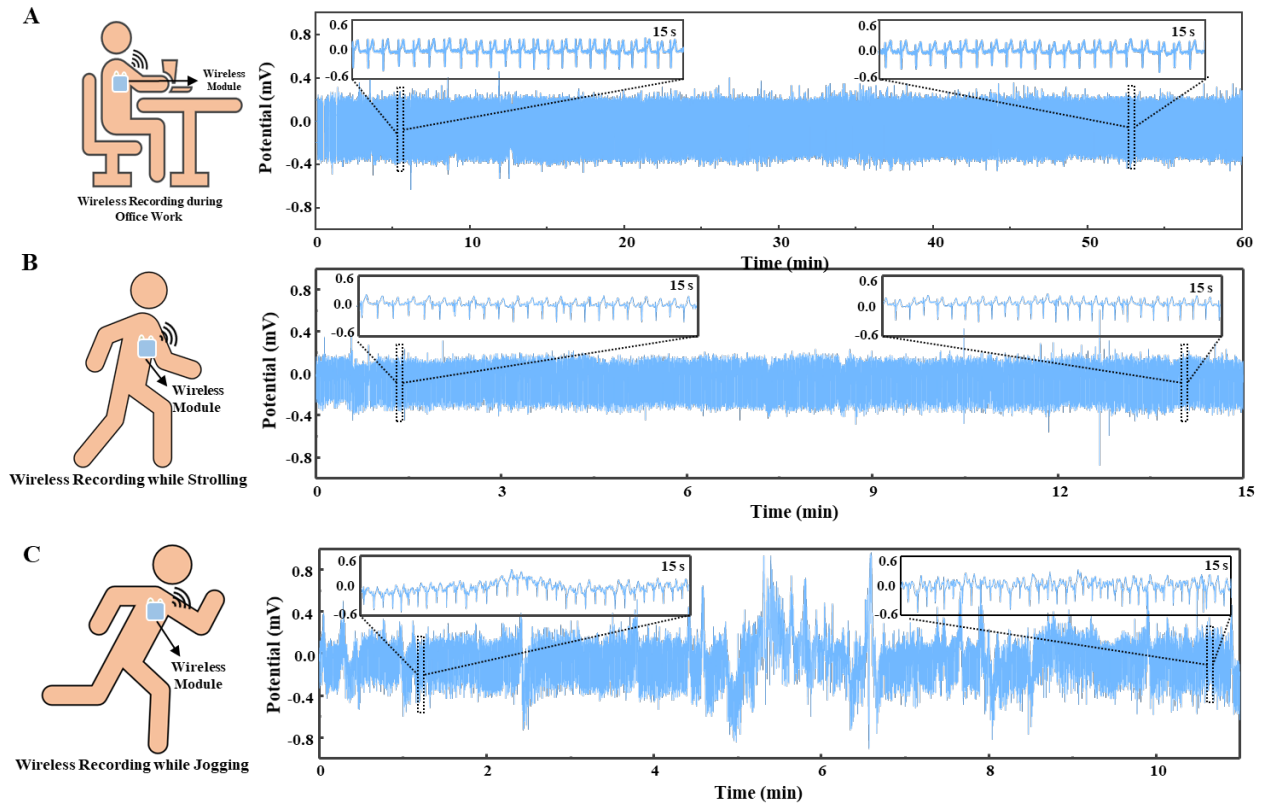 A
Wireless
Module
Wireless Recording during
Office Work
Potential (mV)
0.8
0.4
0.0
-0.4
-0.8
0.6
0.0
-0.6
15 s
15 s
0.6
0.0
-0.6
0
10
20
30
40
50
60
Time (min)
B
Wireless
Module
Wireless Recording while Strolling
Potential (mV)
0.8
0.4
0.0
-0.4
-0.8
0.6
0.0
-0.6
15 s
0.6
0.0
-0.6
15 s
0
3
6
9
12
15
Time (min)
C
Wireless
Module
Wireless Recording while Jogging
Potential (mV)
0.8
0.4
0.0
-0.4
-0.8
0.6
0.0
-0.6
15 s
0.6
0.0
-0.6
15 s
0
2
4
6
8
10
Time (min)